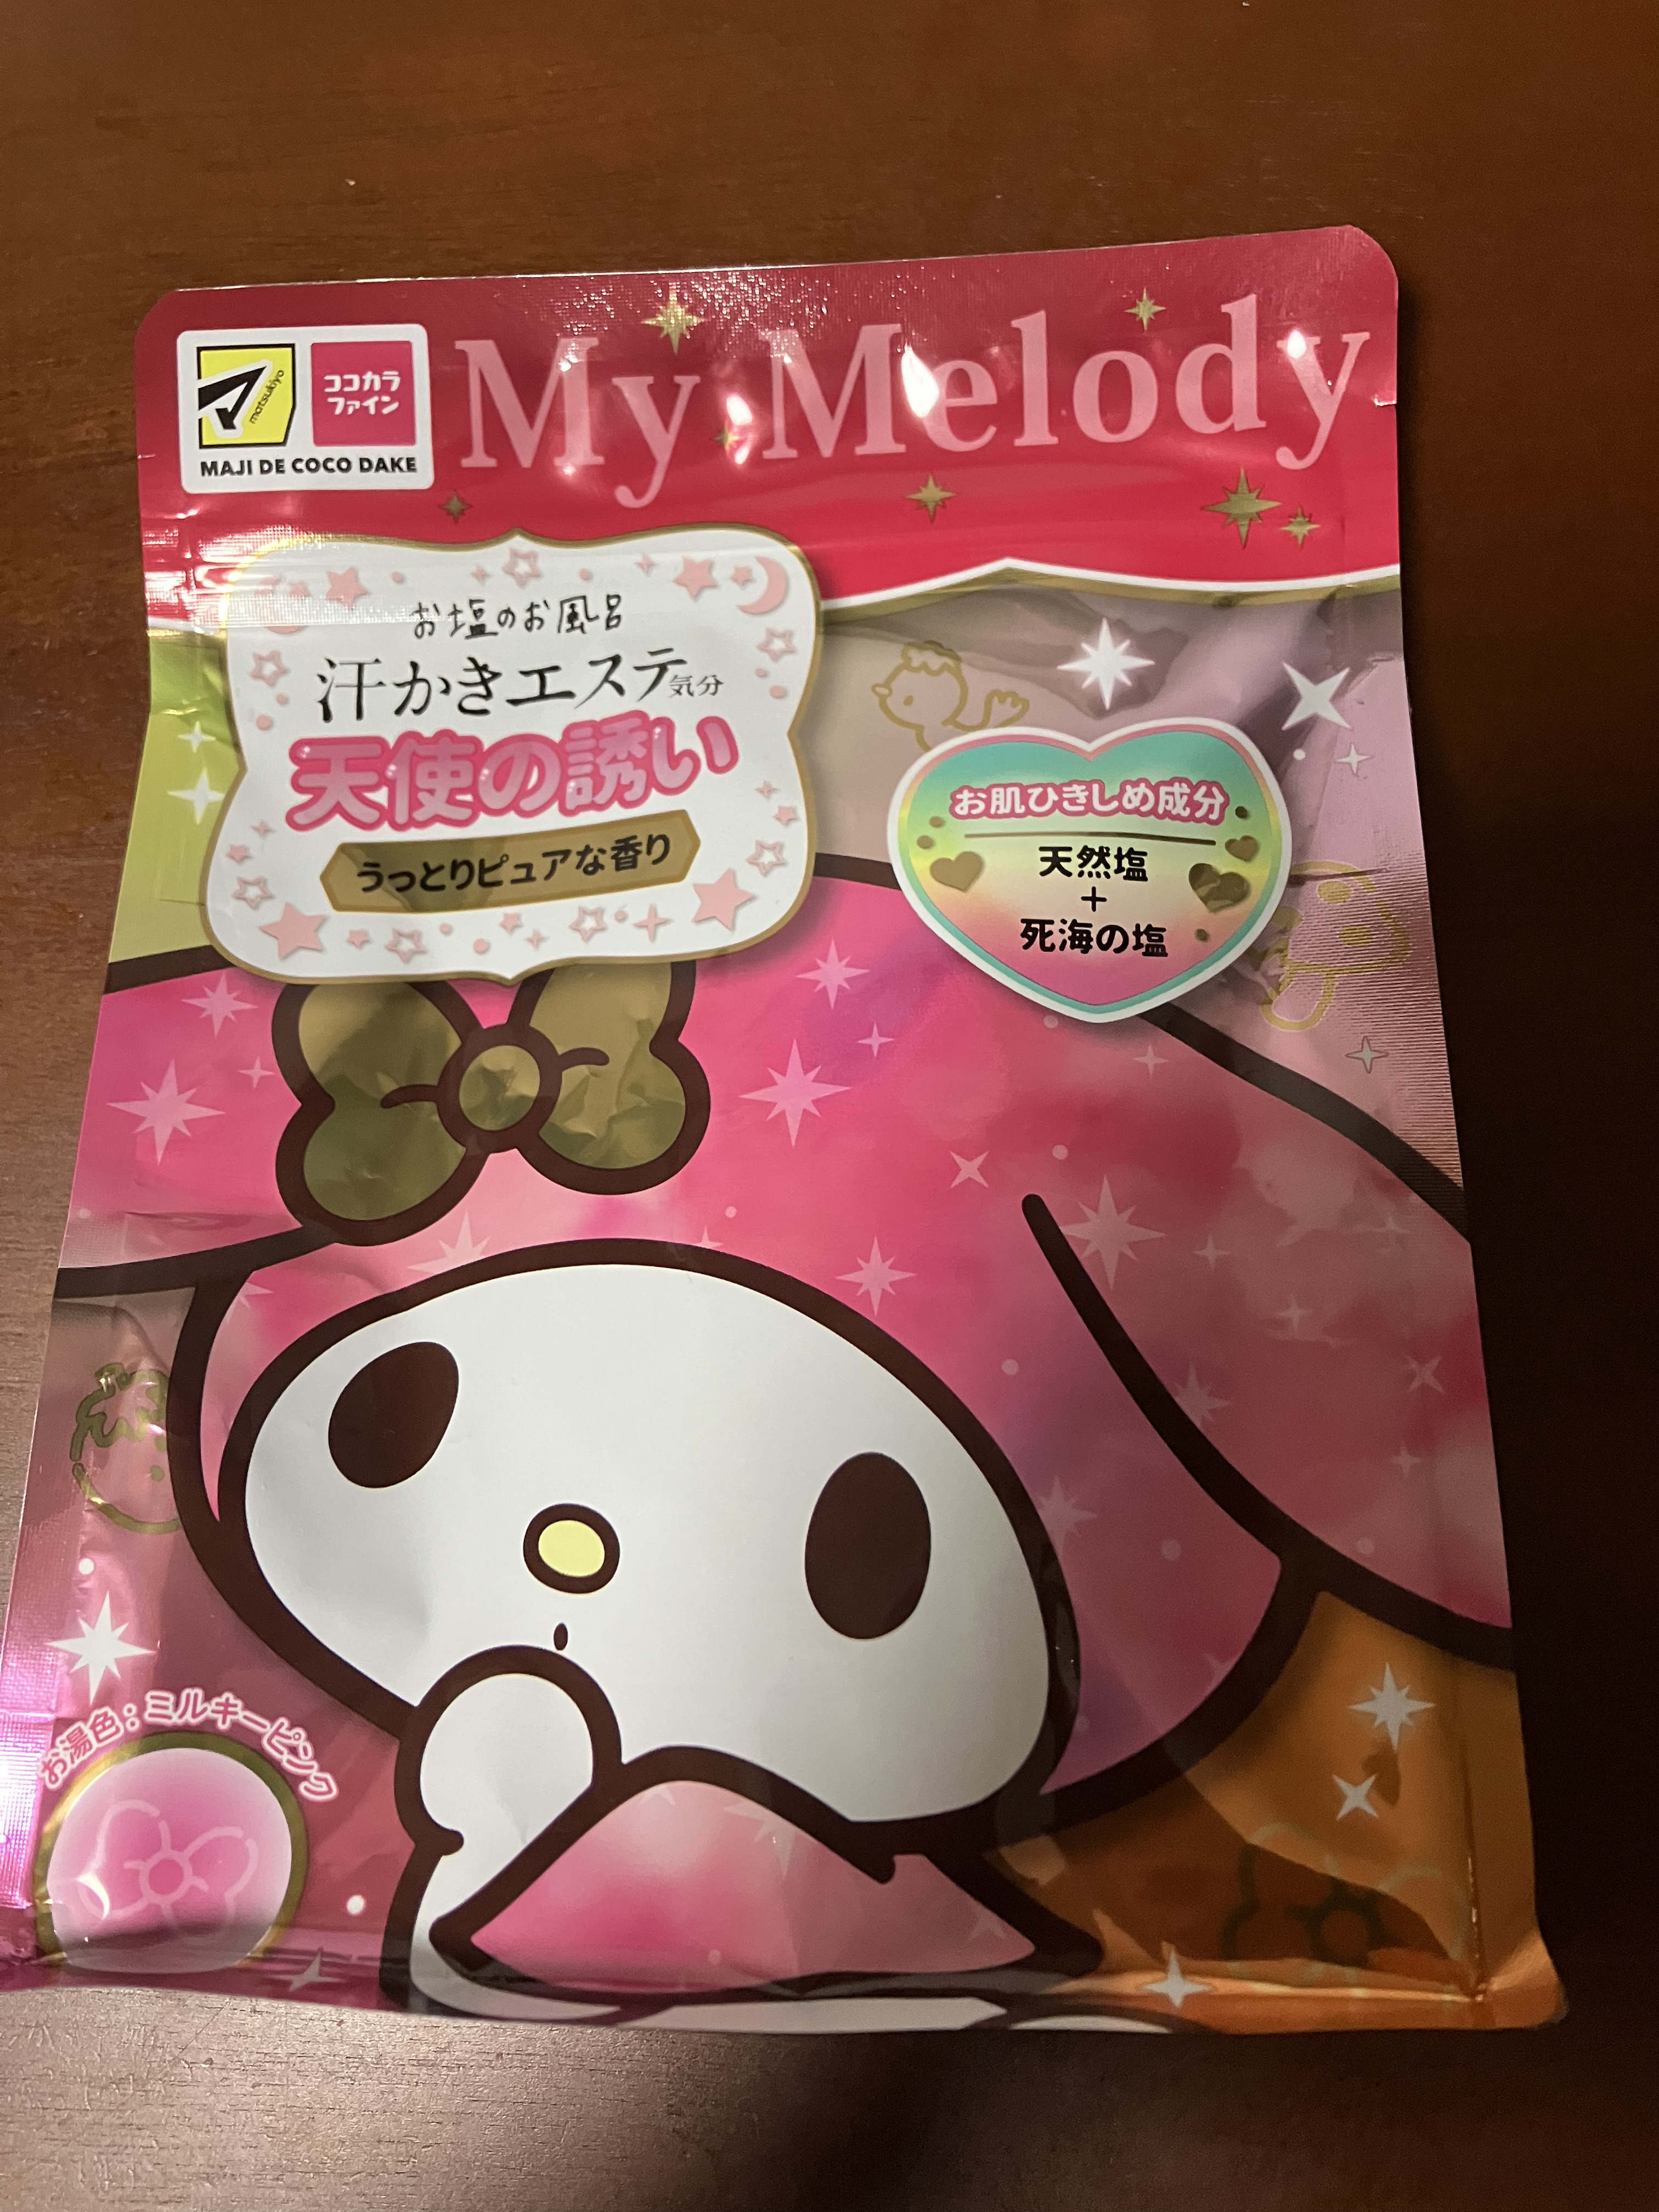 matsukiyo
ココカラ
ファイン
MAJI DE COCO DAKE
My Melody
お塩のお風呂
汗かきエステ気分
天使の誘い
うっとりピュアな香り
お肌ひきしめ成分
天然塩
+
死海の塩
お湯色：ミルキーピンク